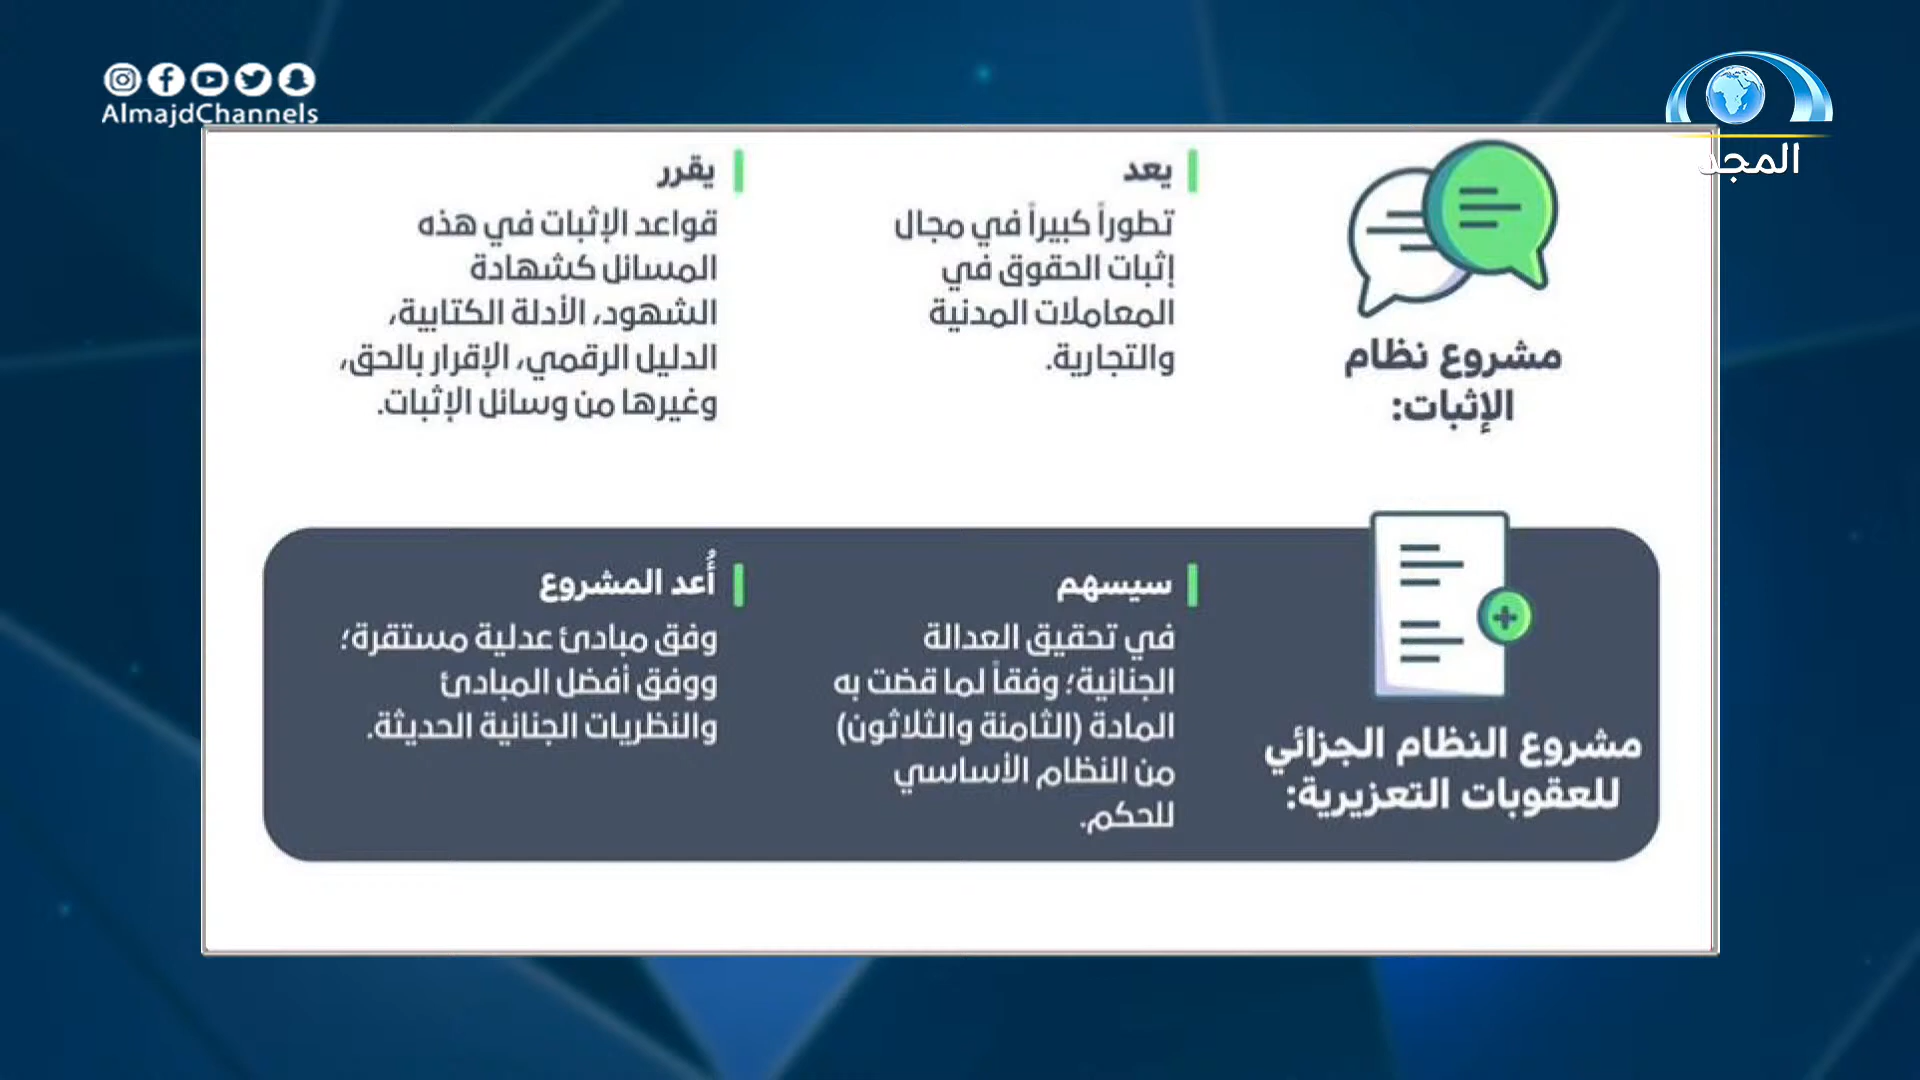 AlmajdChannels
المجد
مشروع نظام
الإثبات:
يعد
تطوراً كبيراً في مجال
إثبات الحقوق في
المعاملات المدنية
والتجارية.
يقرر
قواعد الإثبات في هذه
المسائل كشهادة
الشهود، الأدلة الكتابية،
الدليل الرقمي، الإقرار بالحق،
وغيرها من وسائل الإثبات.
مشروع النظام الجزائي
للعقوبات التعزيرية:
سيسهم
في تحقيق العدالة
الجنائية؛ وفقاً لما قضت به
المادة (الثامنة والثلاثون)
من النظام الأساسي
للحكم.
أُعد المشروع
وفق مبادئ عدلية مستقرة؛
ووفق أفضل المبادئ
والنظريات الجنائية الحديثة.